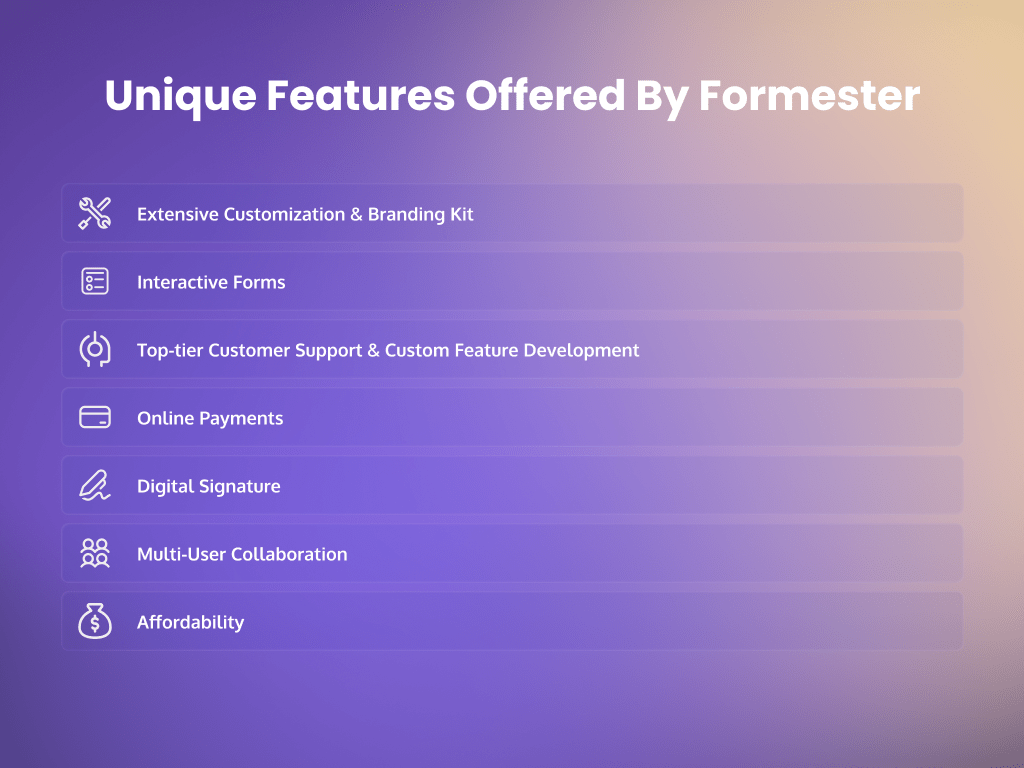 Unique Features Offered By Formester
Extensive Customization & Branding Kit
Interactive Forms
Top-tier Customer Support & Custom Feature Development
Online Payments
Digital Signature
Multi-User Collaboration
$
Affordability